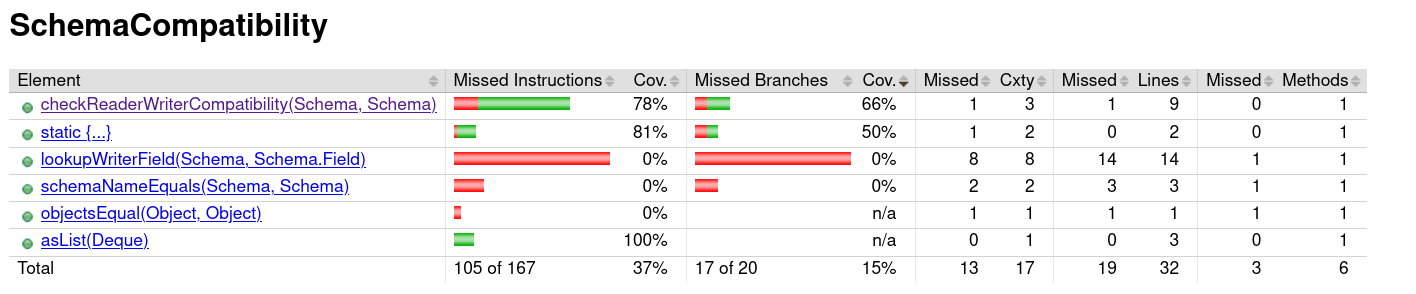 SchemaCompatibility
Element Missed Instructions Cov. Missed Branches Cov. Missed Cxty Missed Lines Missed Methods
checkReaderWriterCompatibility(Schema, Schema) 78% 66% 1 3 1 9 0 1
static {...} 81% 50% 1 2 0 2 0 1
lookupWriterField(Schema, Schema.Field) 0% 0% 8 8 14 14 1 1
schemaNameEquals(Schema, Schema) 0% 0% 2 2 3 3 1 1
objectsEqual(Object, Object) 0% n/a 1 1 1 1 1 1
asList(Deque) 100% n/a 0 1 0 3 0 1
Total 105 of 167 37% 17 of 20 15% 13 17 19 32 3 6